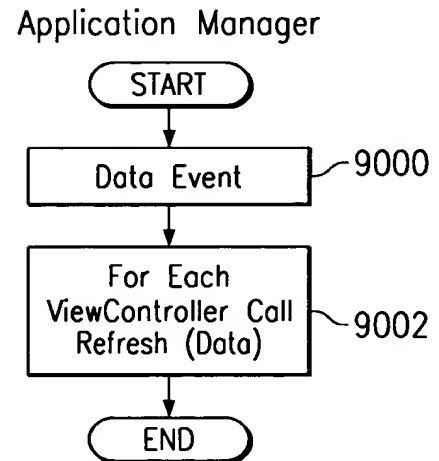 Application Manager
START
Data Event
9000
For Each
ViewController Call
Refresh (Data)
9002
END